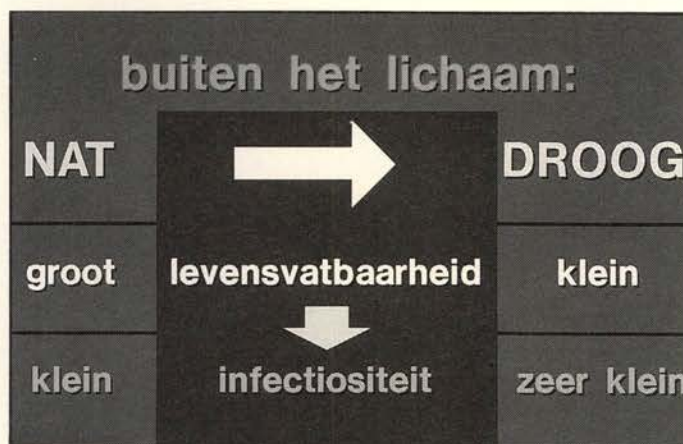 buiten het lichaam:
NAT DROOG
groot levensvatbaarheid klein
klein infectiositeit zeer klein